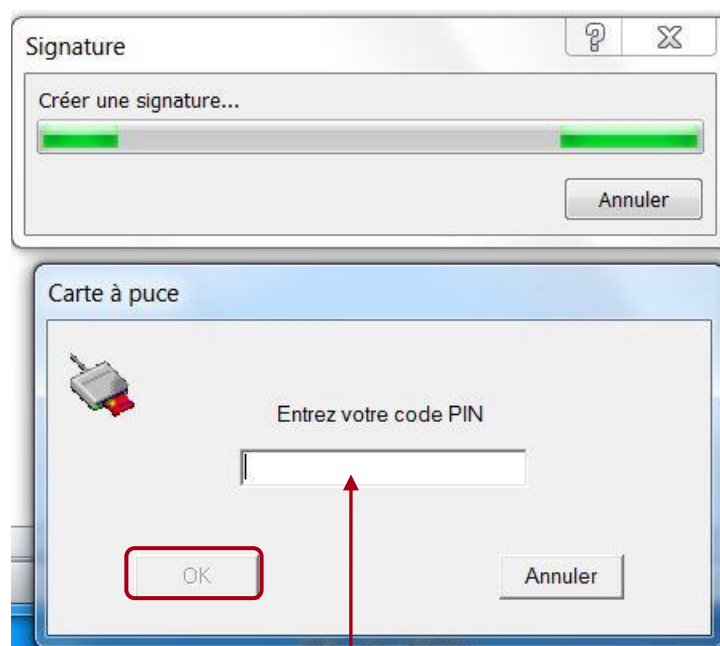 Signature
Créer une signature...
Annuler
Carte à puce
Entrez votre code PIN
OK
Annuler